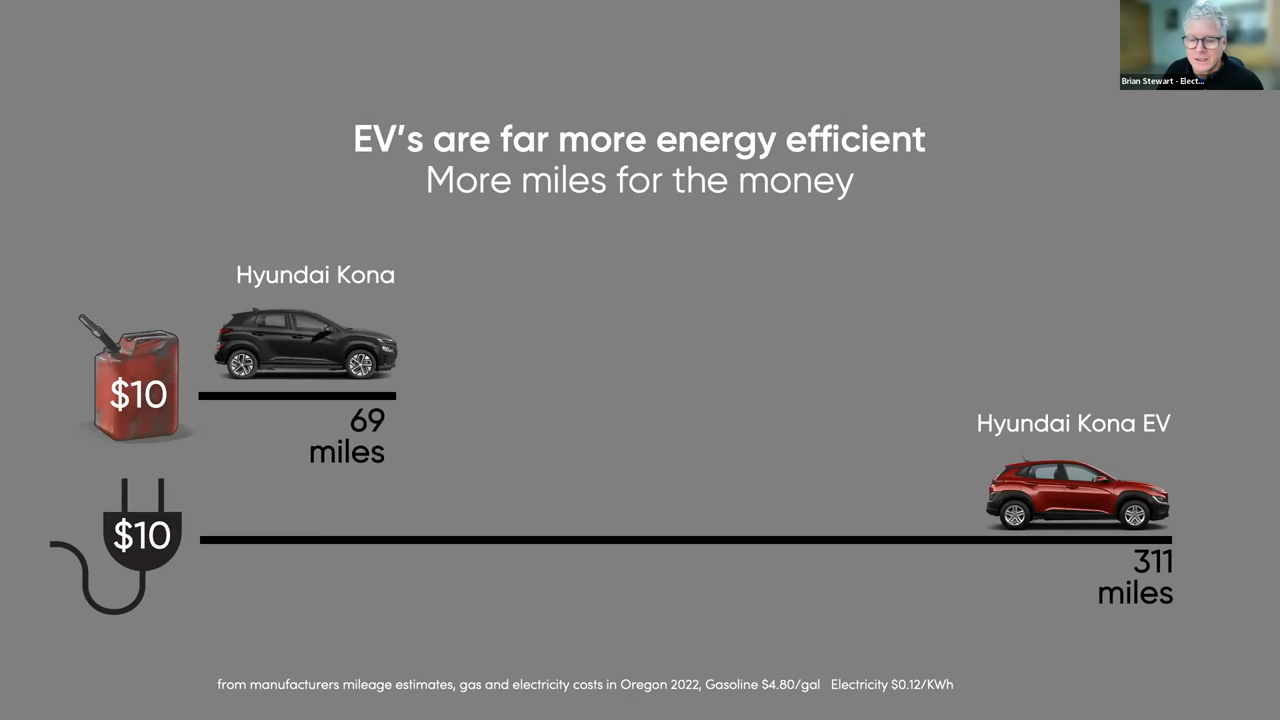 Brian Stewart - Elect...
EV's are far more energy efficient
More miles for the money
Hyundai Kona
$10
69
miles
Hyundai Kona EV
$10
311
miles
from manufacturers mileage estimates, gas and electricity costs in Oregon 2022, Gasoline $4.80/gal Electricity $0.12/KWh